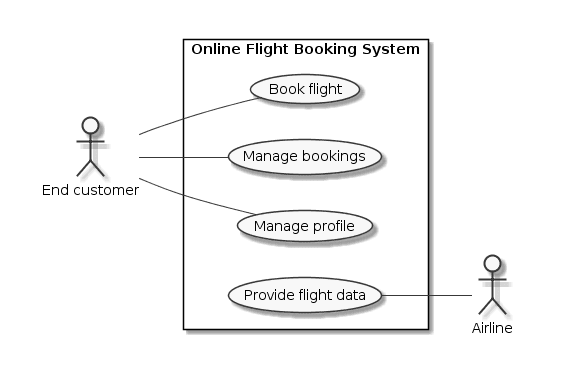 Online Flight Booking System
Book flight
Manage bookings
End customer
Manage profile
Provide flight data
Airline